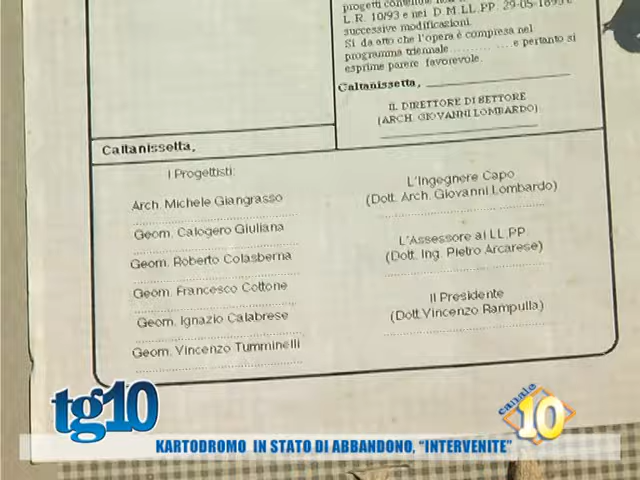 L.R. 10/93 e nei D.M.LL.PP. 29-05-1895 e
successive modificazioni.
Si da atto che l'opera è compresa nel
programma triennale ................ e pertanto si
esprime parere favorevole.
Caltanissetta,
IL DIRETTORE DI SETTORE
(ARCH. GIOVANNI LOMBARDO)
Caltanissetta,
I Progettisti:
Arch. Michele Giangrasso
Geom. Calogero Giuliana
Geom. Roberto Colasberna
Geom. Francesco Cottone
Geom. Ignazio Calabrese
Geom. Vincenzo Tumminelli
L'Ingegnere Capo
(Dott. Arch. Giovanni Lombardo)
L'Assessore ai LL.PP.
(Dott. Ing. Pietro Arcarese)
Il Presidente
(Dott.Vincenzo Rampulla)
tg10
canale
10
KARTODROMO IN STATO DI ABBANDONO, "INTERVENITE"